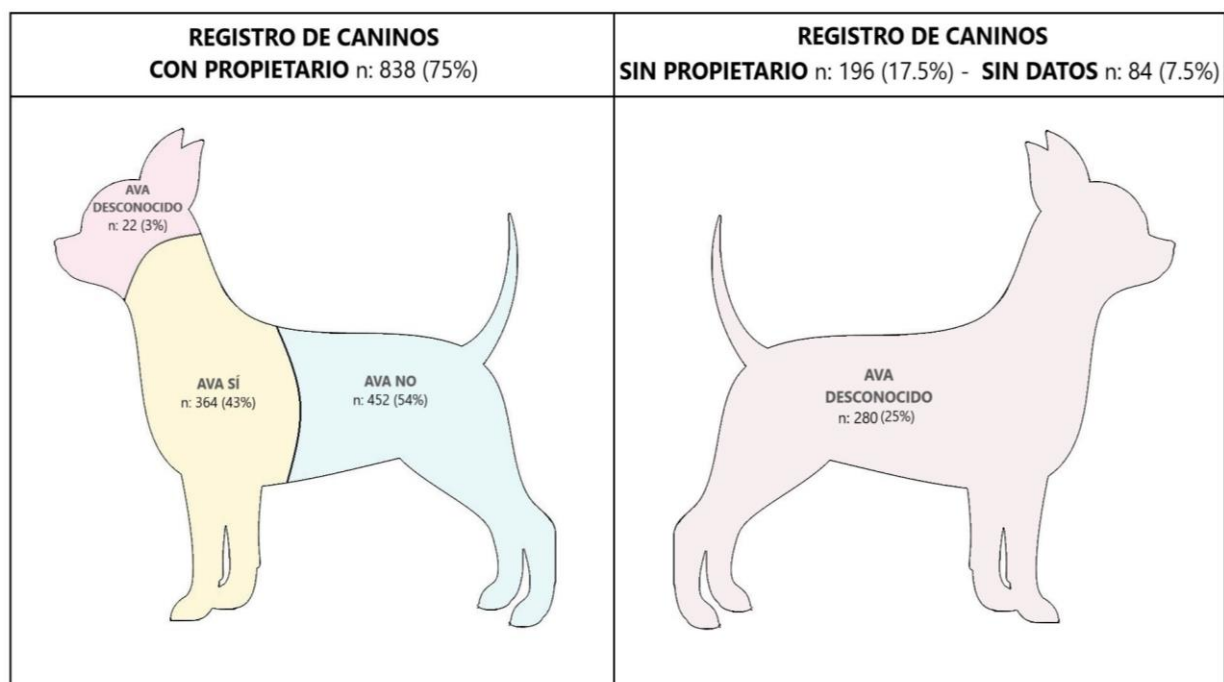 REGISTRO DE CANINOS
CON PROPIETARIO n: 838 (75%)
REGISTRO DE CANINOS
SIN PROPIETARIO n: 196 (17.5%) - SIN DATOS n: 84 (7.5%)
AVA
DESCONOCIDO
n: 22 (3%)
AVA SÍ
n: 364 (43%)
AVA NO
n: 452 (54%)
AVA
DESCONOCIDO
n: 280 (25%)